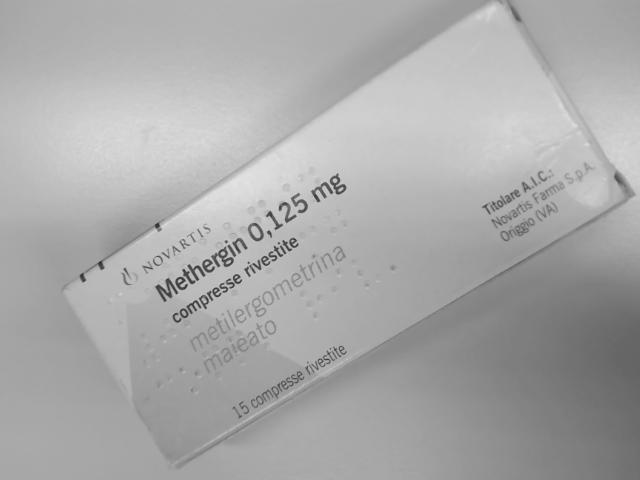 NOVARTIS
Methergin 0,125 mg
compresse rivestite
metilergometrina
maleato
15 compresse rivestite
Titolare A.I.C.:
Novartis Farma S.p.A.
Origgio (VA)